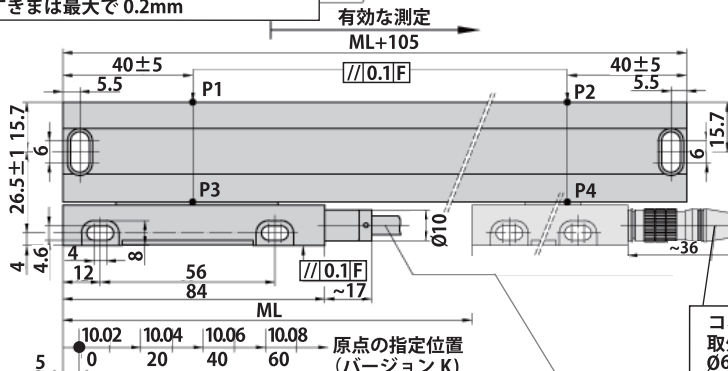 すきまは最大で 0.2mm
有効な測定
ML+105
40±5
40±5
// 0.1 F
5.5
5.5
P1
P2
15.7
15.7
6
6
26.5±1
P3
P4
Ø10
4
4.6
4
8
12
56
// 0.1 F
~36
84
~17
ML
10.02
10.04
10.06
10.08
原点の指定位置
5
0
20
40
60
(バージョン K)
コ
取
Ø6